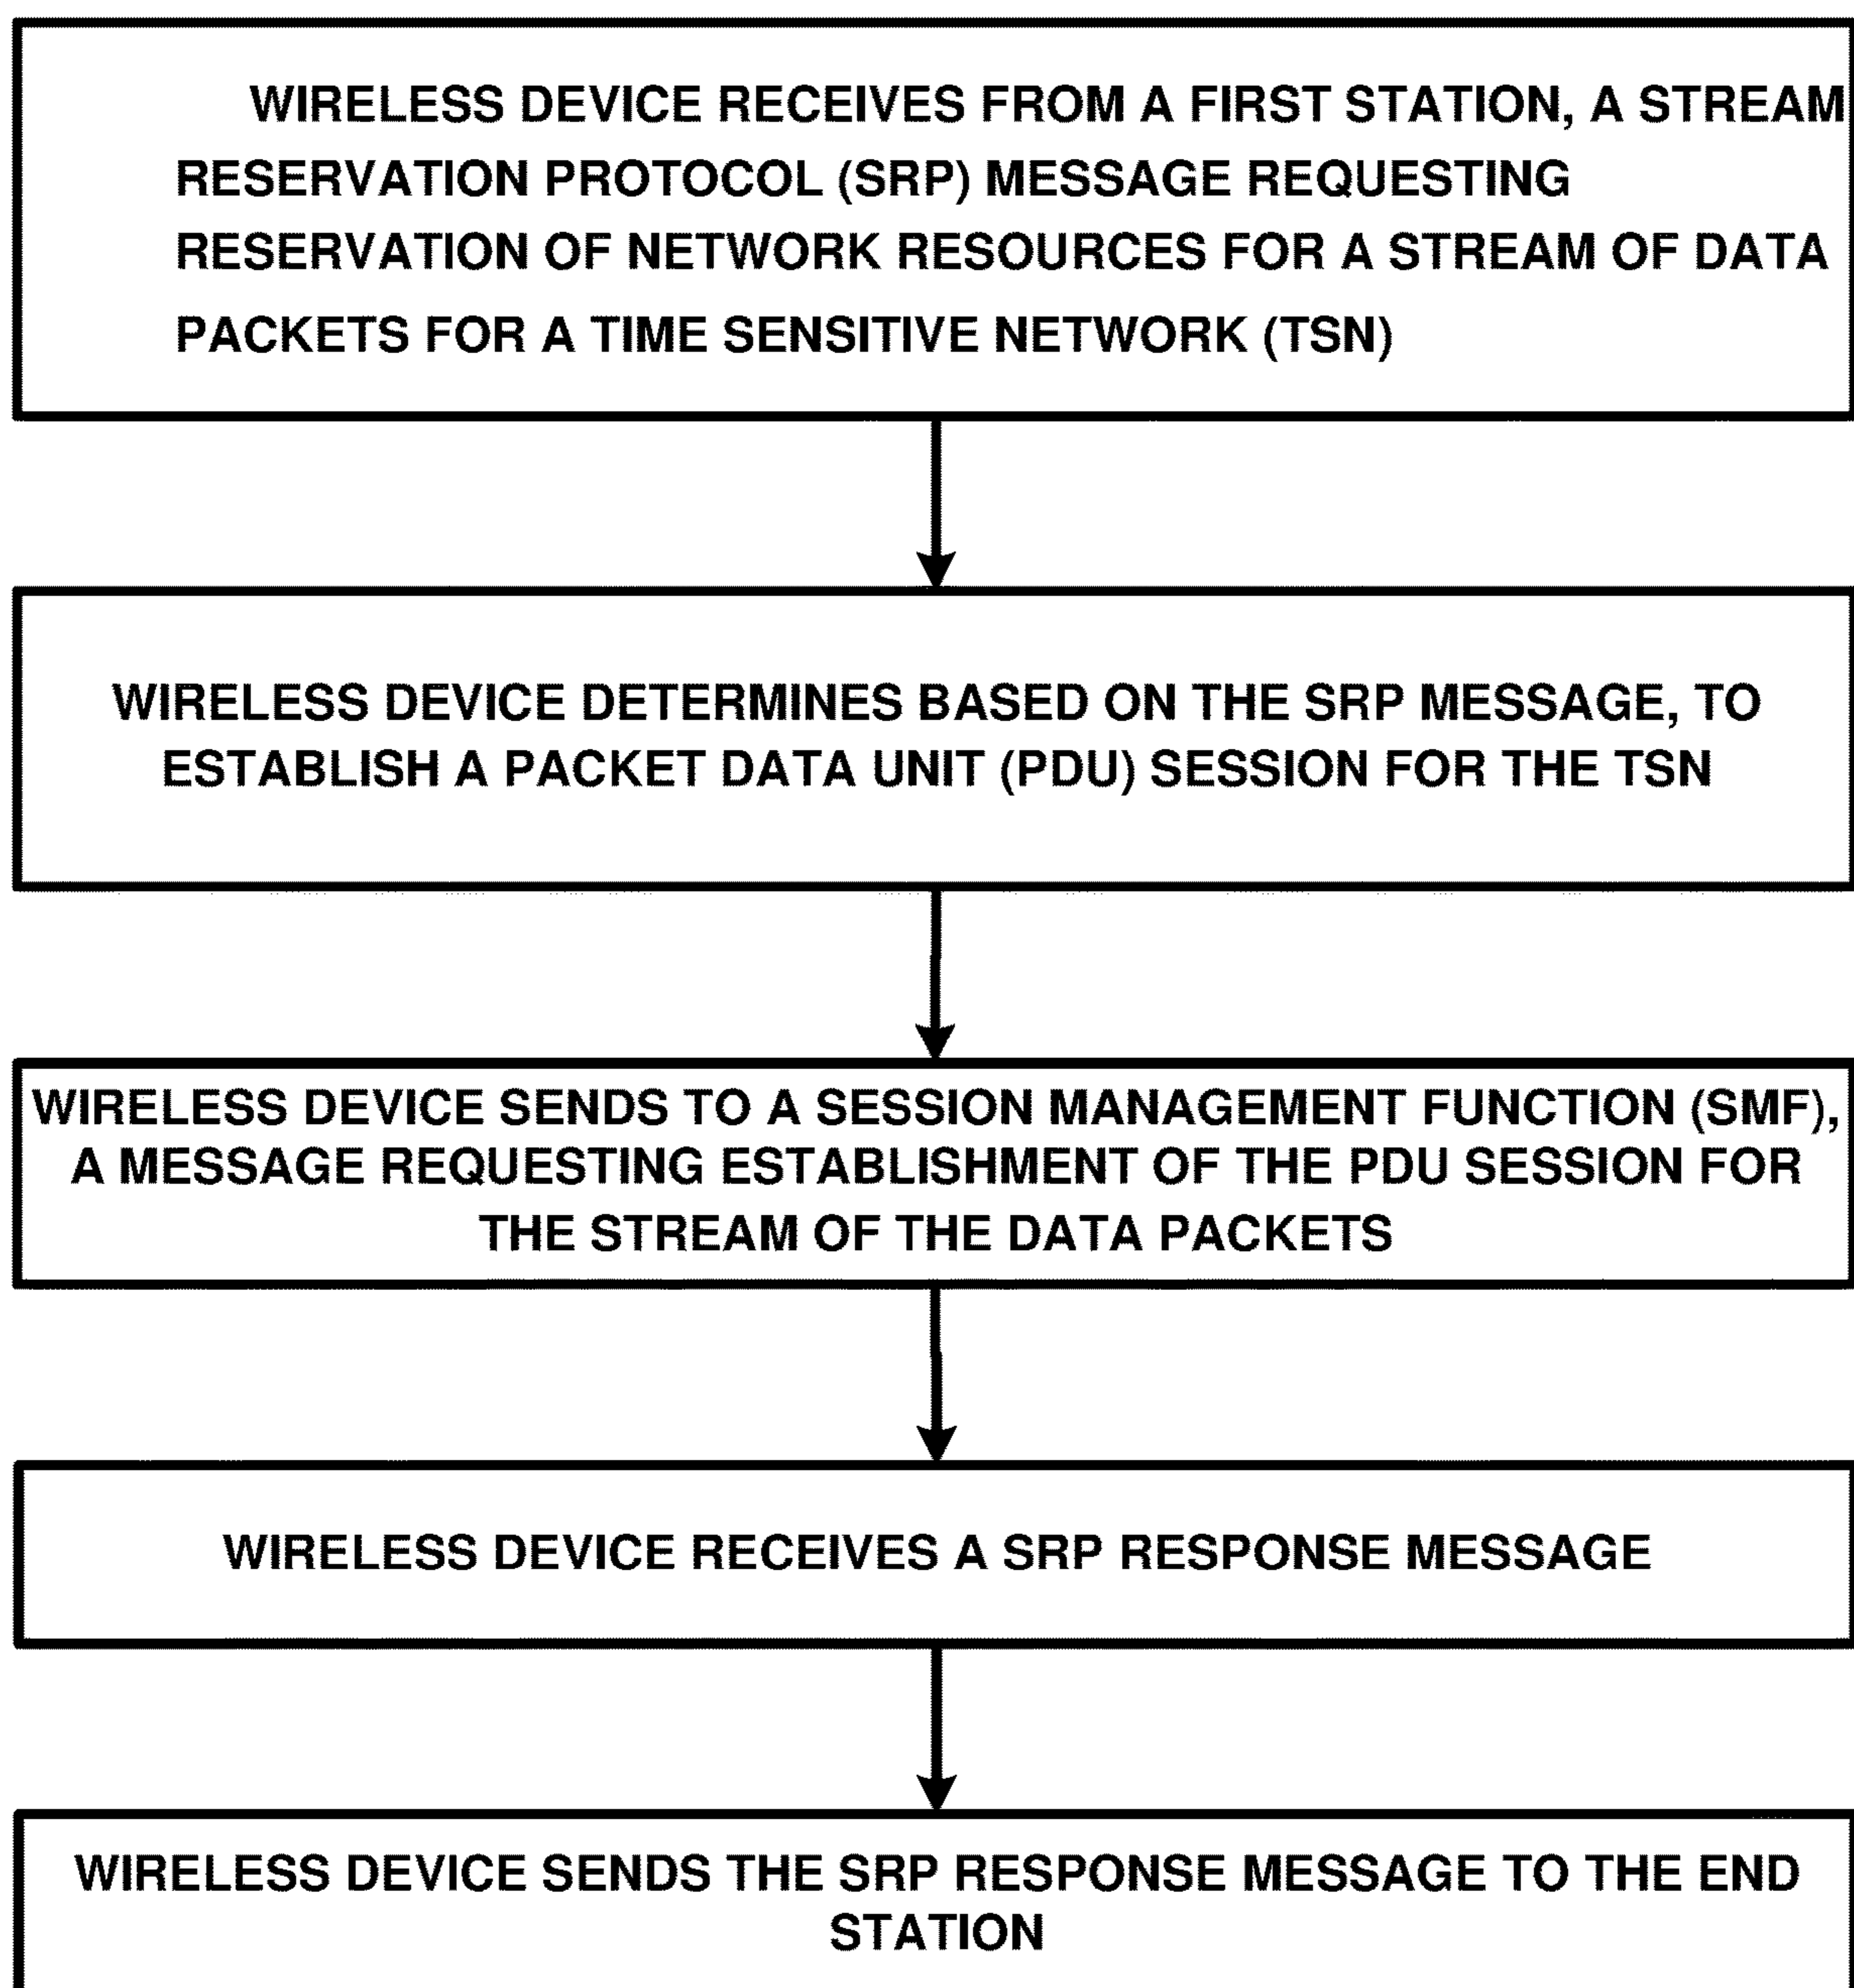 WIRELESS DEVICE RECEIVES FROM A FIRST STATION, A STREAM
RESERVATION PROTOCOL (SRP) MESSAGE REQUESTING
RESERVATION OF NETWORK RESOURCES FOR A STREAM OF DATA
PACKETS FOR A TIME SENSITIVE NETWORK (TSN)
WIRELESS DEVICE DETERMINES BASED ON THE SRP MESSAGE, TO
ESTABLISH A PACKET DATA UNIT (PDU) SESSION FOR THE TSN
WIRELESS DEVICE SENDS TO A SESSION MANAGEMENT FUNCTION (SMF),
A MESSAGE REQUESTING ESTABLISHMENT OF THE PDU SESSION FOR
THE STREAM OF THE DATA PACKETS
WIRELESS DEVICE RECEIVES A SRP RESPONSE MESSAGE
WIRELESS DEVICE SENDS THE SRP RESPONSE MESSAGE TO THE END
STATION